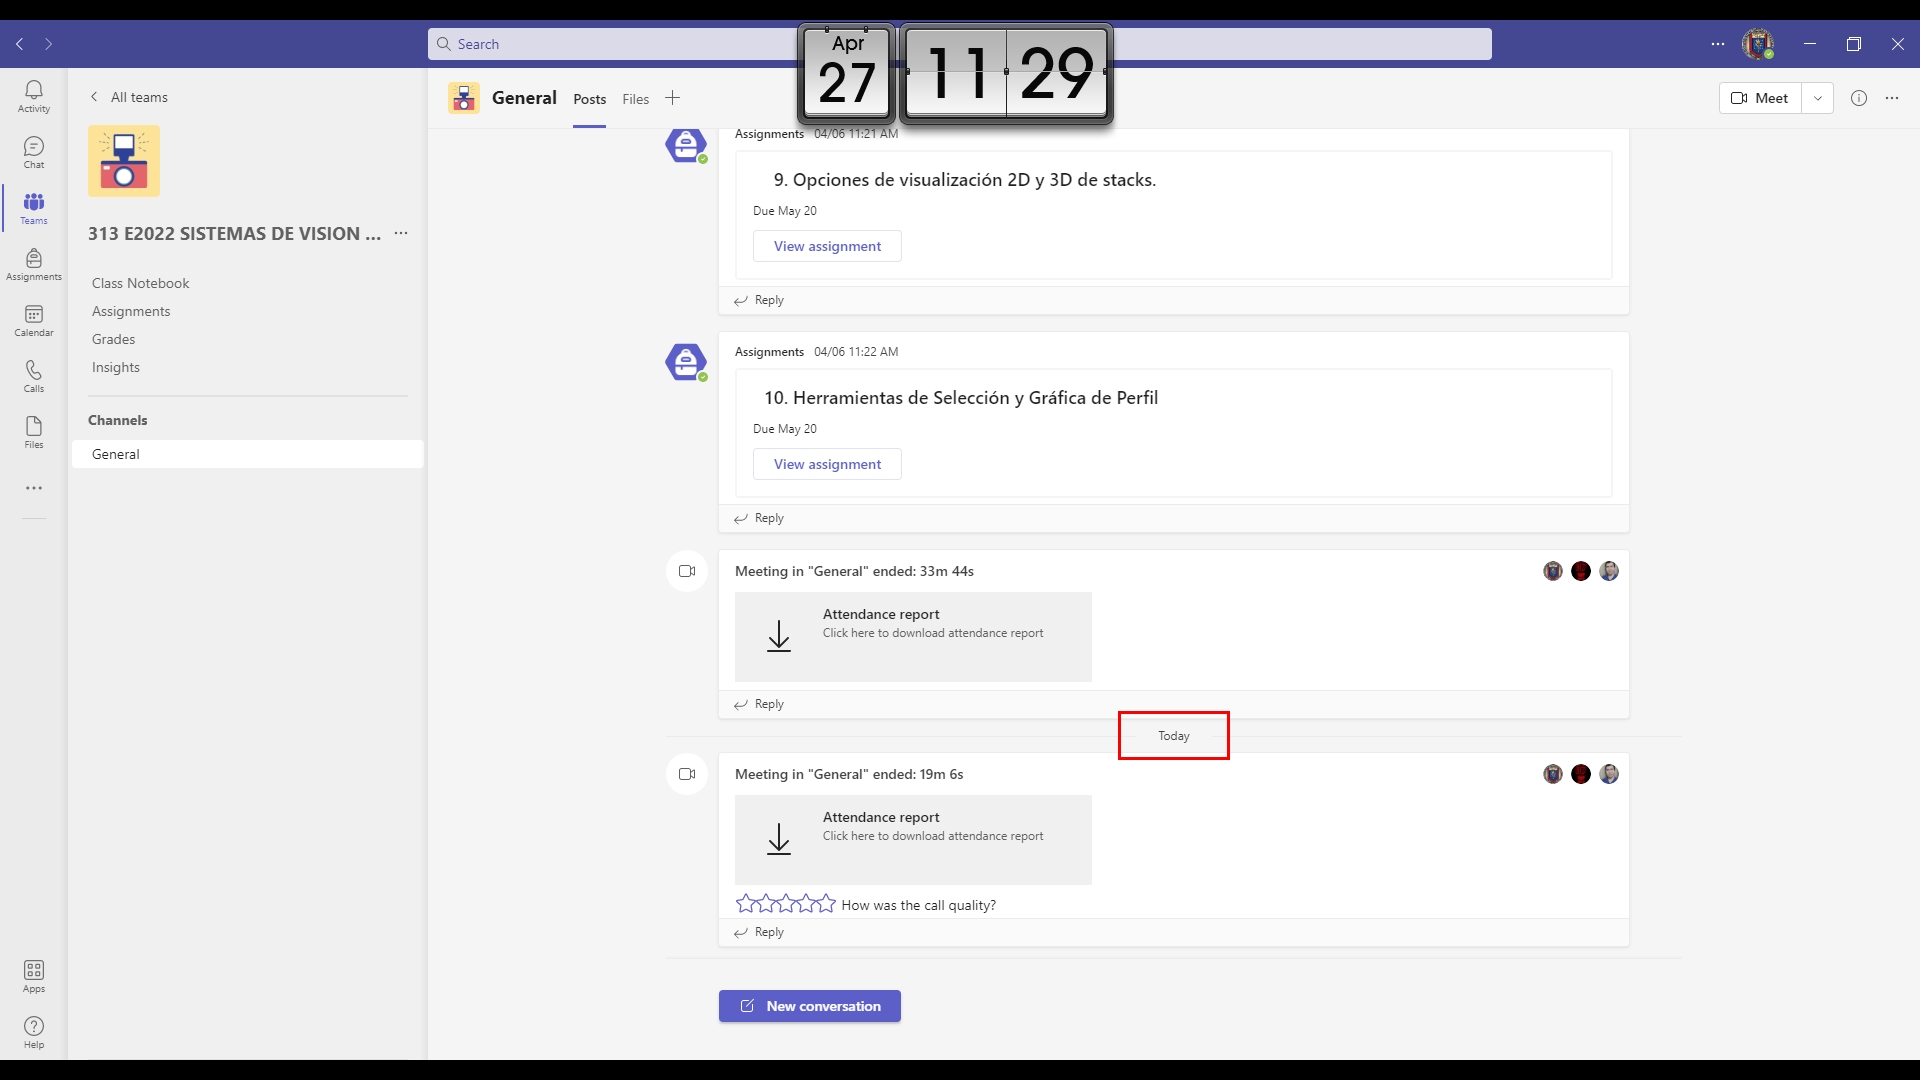 Search
Apr
27
11 29
Activity
Chat
Teams
Assignments
Calendar
Calls
Files
Apps
Help
All teams
313 E2022 SISTEMAS DE VISION ...
Class Notebook
Assignments
Grades
Insights
Channels
General
General
Posts
Files
Meet
Assignments 04/06 11:21 AM
9. Opciones de visualización 2D y 3D de stacks.
Due May 20
View assignment
Reply
Assignments 04/06 11:22 AM
10. Herramientas de Selección y Gráfica de Perfil
Due May 20
View assignment
Reply
Meeting in "General" ended: 33m 44s
Attendance report
Click here to download attendance report
Reply
Today
Meeting in "General" ended: 19m 6s
Attendance report
Click here to download attendance report
How was the call quality?
Reply
New conversation